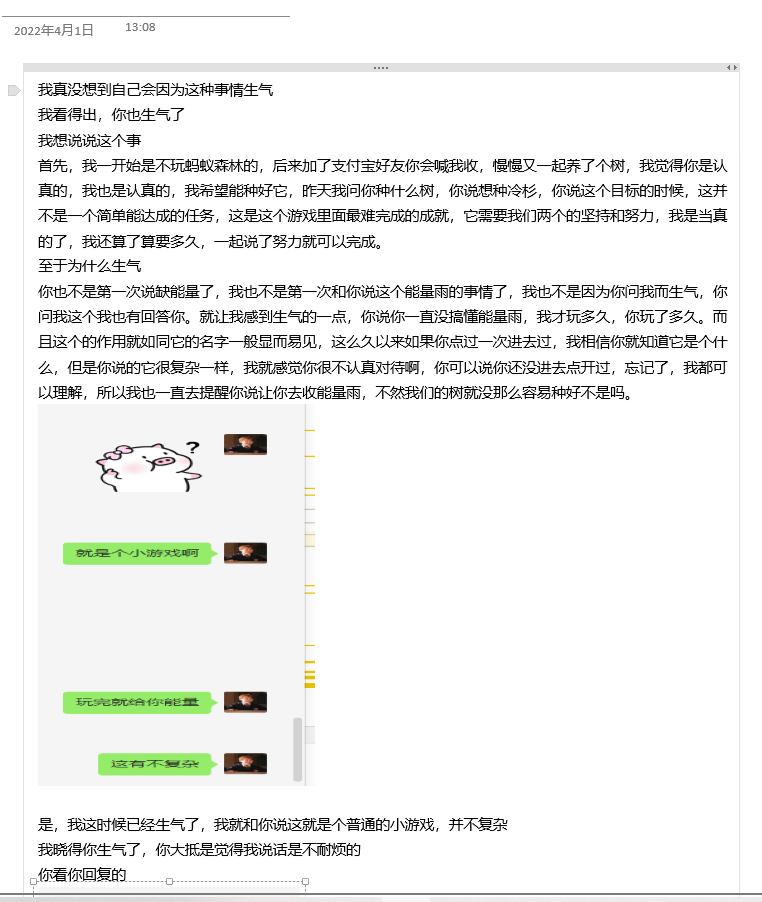 2022年4月1日
13:08
我真没想到自己会因为这种事情生气
我看得出，你也生气了
我想说说这个事
首先，我一开始是不玩蚂蚁森林的，后来加了支付宝好友你会喊我收，慢慢又一起养了个树，我觉得你是认
真的，我也是认真的，我希望能种好它，昨天我问你种什么树，你说想种冷杉，你说这个目标的时候，这并
不是一个简单能达成的任务，这是这个游戏里面最难完成的成就，它需要我们两个的坚持和努力，我是当真
的了，我还算了算要多久，一起说了努力就可以完成。
至于为什么生气
你也不是第一次说缺能量了，我也不是第一次和你说这个能量雨的事情了，我也不是因为你问我而生气，你
问我这个我也有回答你。就让我感到生气的一点，你说你一直没搞懂能量雨，我才玩多久，你玩了多久。而
且这个的作用就如同它的名字一般显而易见，这么久以来如果你点过一次进去过，我相信你就知道它是个什
么，但是你说的它很复杂一样，我就感觉你很不认真对待啊，你可以说你还没进去点开过，忘记了，我都可
以理解，所以我也一直去提醒你说让你去收能量雨，不然我们的树就没那么容易种好不是吗。
?
就是个小游戏啊
玩完就给你能量
这有不复杂
是，我这时候已经生气了，我就和你说这就是个普通的小游戏，并不复杂
我晓得你生气了，你大抵是觉得我说话是不耐烦的
你看你回复的